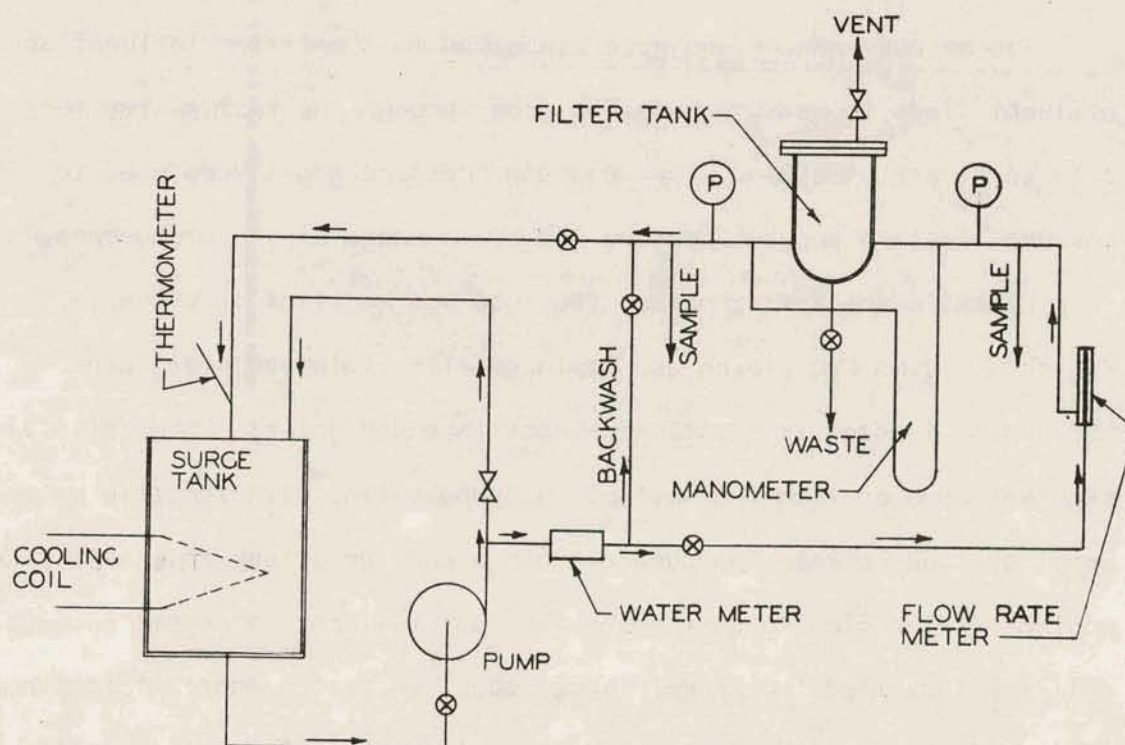 VENT
FILTER TANK
P
P
THERMOMETER
SAMPLE
SAMPLE
BACKWASH
SURGE
TANK
WASTE
MANOMETER
COOLING
COIL
WATER METER
FLOW RATE
METER
PUMP